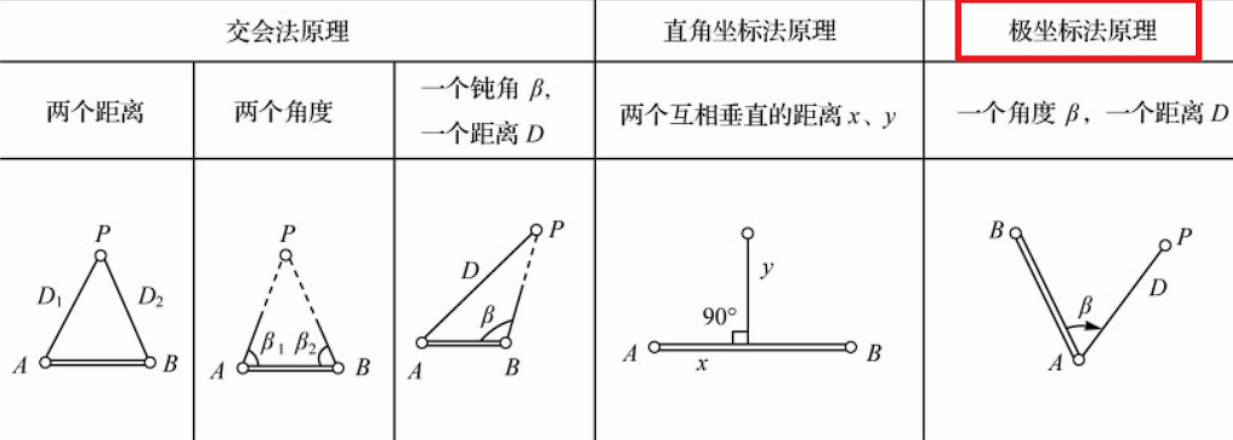 交会法原理
直角坐标法原理
极坐标法原理
两个距离
两个角度
一个钝角 β,
一个距离 D
两个互相垂直的距离 x、y
一个角度 β，一个距离 D
P
D₁
D₂
A
B
P
β₁
β₂
A
B
P
D
β
A
B
y
90°
A
x
B
B
P
D
β
A